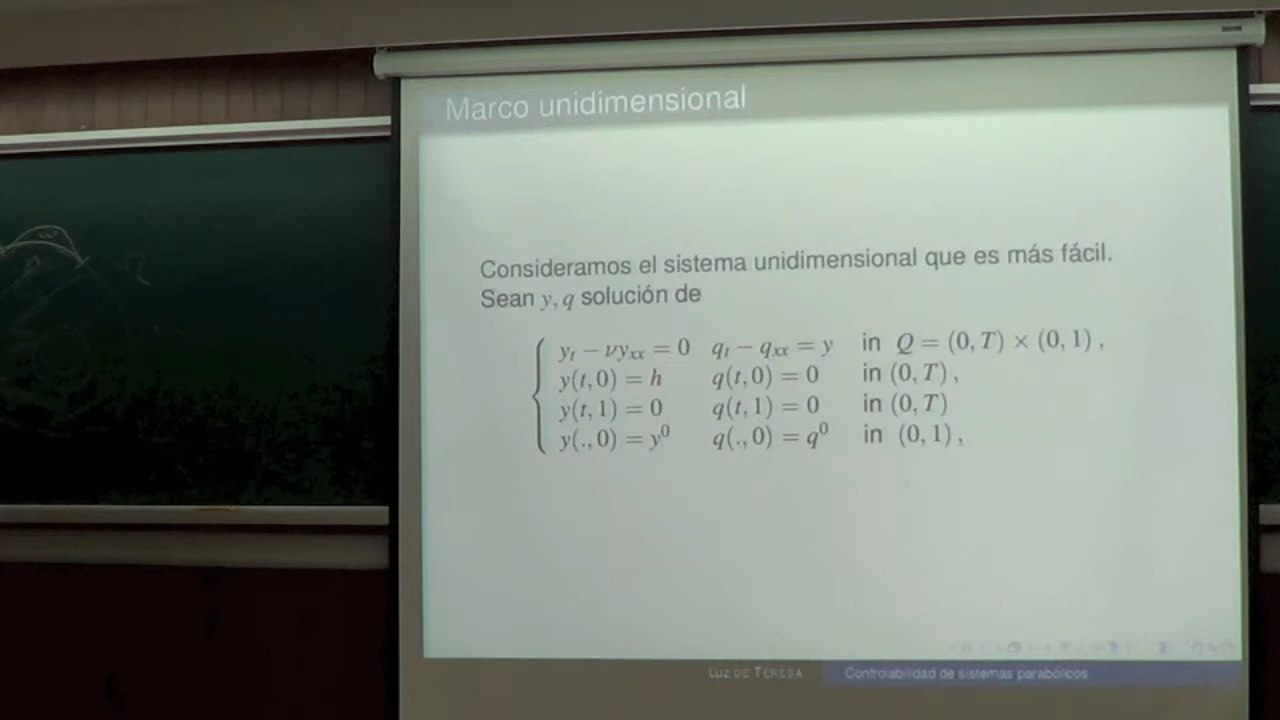 Marco unidimensional
Consideramos el sistema unidimensional que es más fácil.
Sean y, q solución de
y_t − νy_xx = 0 q_t − q_xx = y in Q = (0, T) × (0, 1) ,
y(t, 0) = h q(t, 0) = 0 in (0, T) ,
y(t, 1) = 0 q(t, 1) = 0 in (0, T)
y(., 0) = y⁰ q(., 0) = q⁰ in (0, 1) ,
LUZ DE TERESA Controlabilidad de sistemas parabólicos